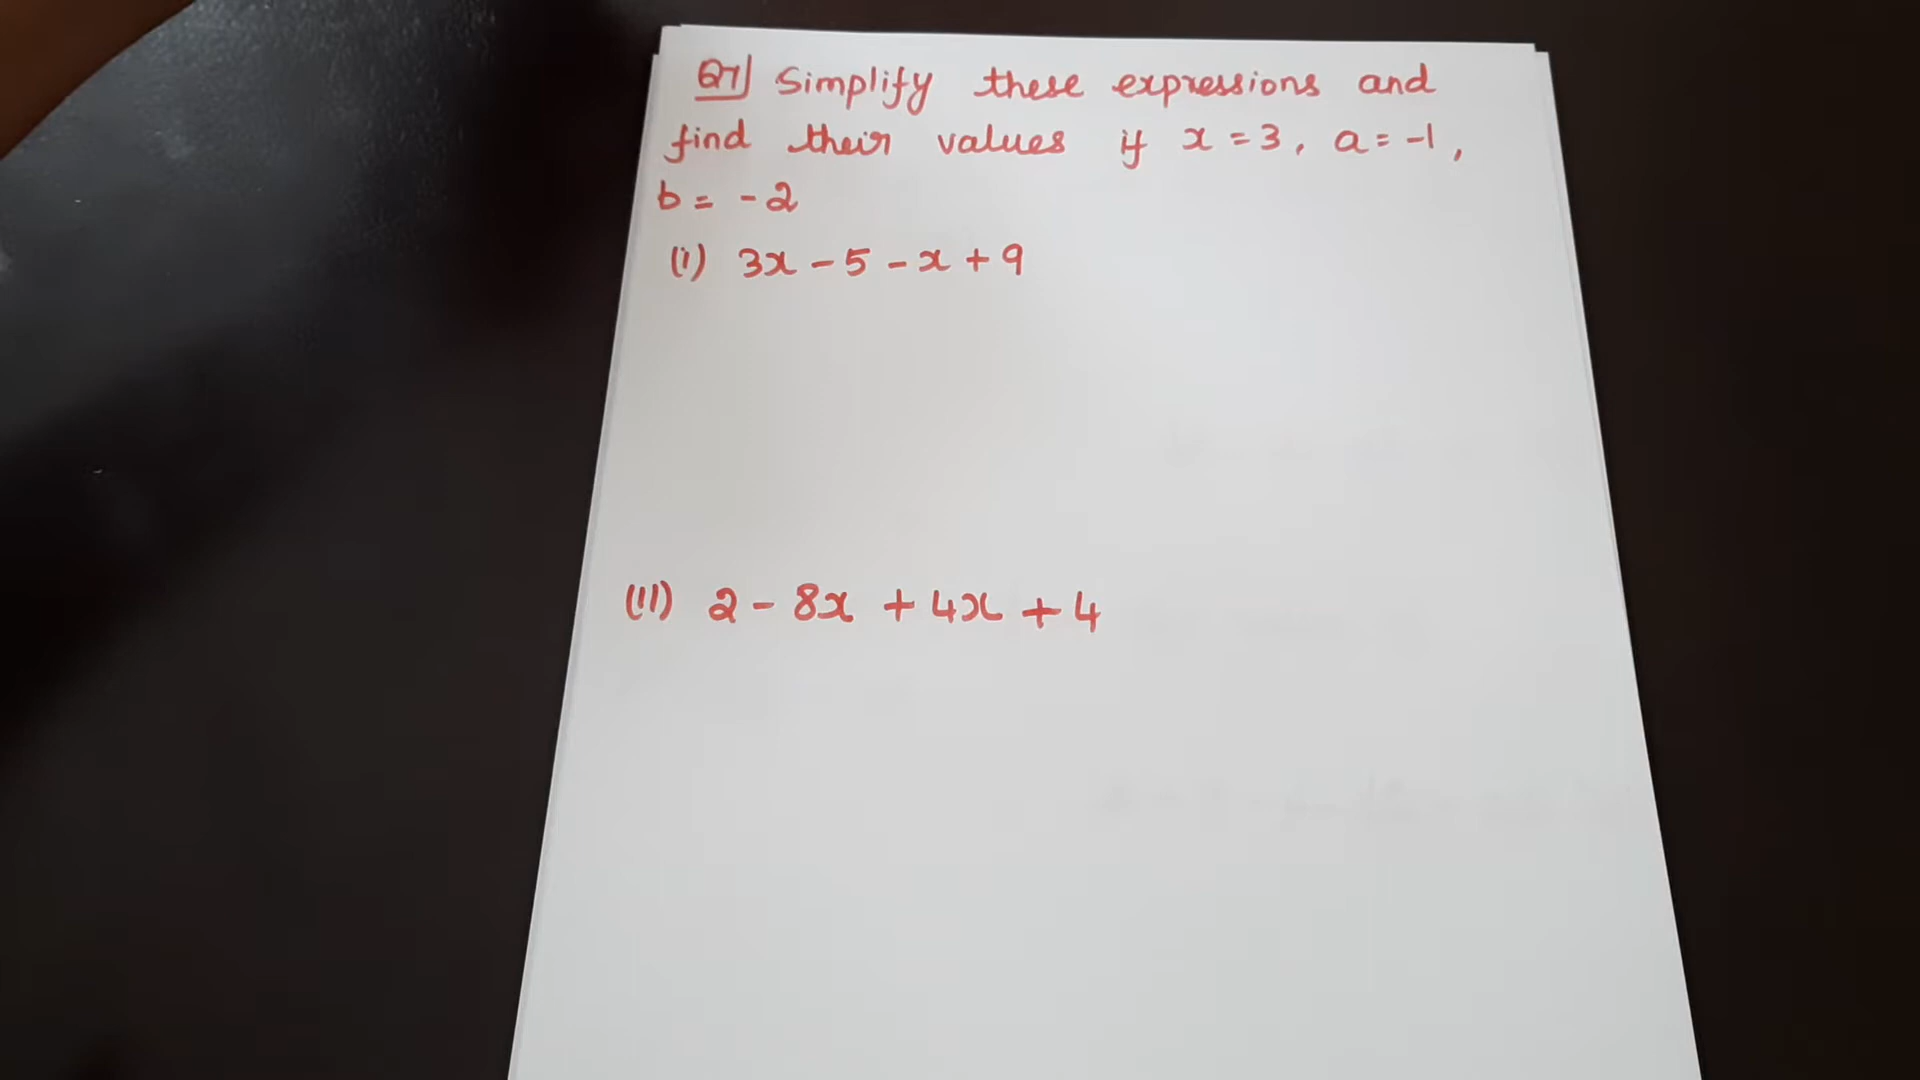 Q7) Simplify these expressions and
find their values if x = 3, a = -1,
b = -2
(i) 3x - 5 - x + 9
(ii) 2 - 8x + 4x + 4